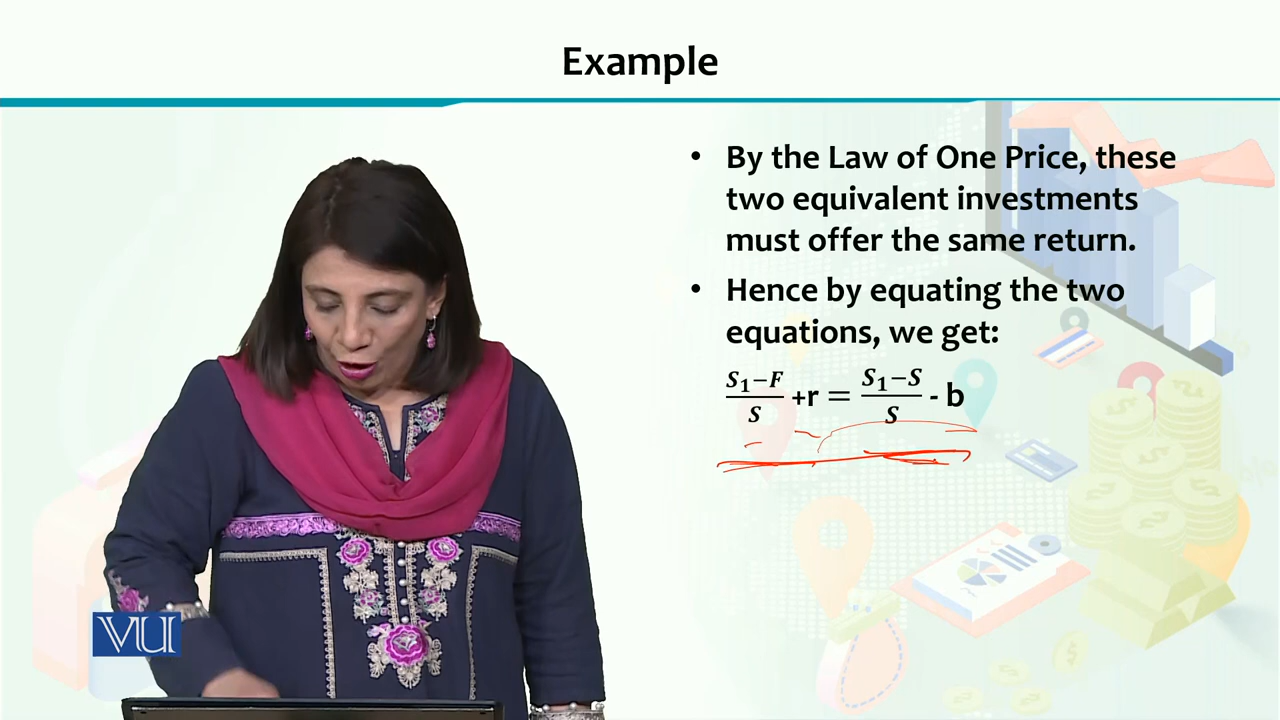 Example
• By the Law of One Price, these
two equivalent investments
must offer the same return.
• Hence by equating the two
equations, we get:
(S₁−F)/S +r = (S₁−S)/S - b
VU